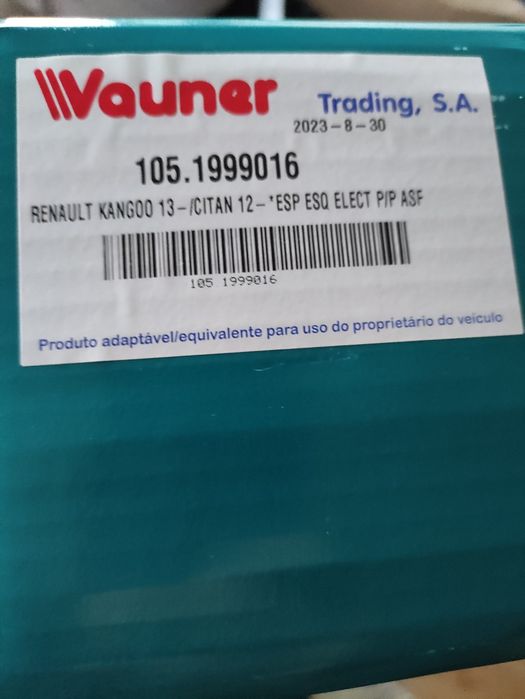 Vauner Trading, S.A.
2023-8-30
105.1999016
RENAULT KANGOO 13-/CITAN 12-*ESP ESQ ELECT P/P ASF
105 1999016
Produto adaptável/equivalente para uso do proprietário do veículo